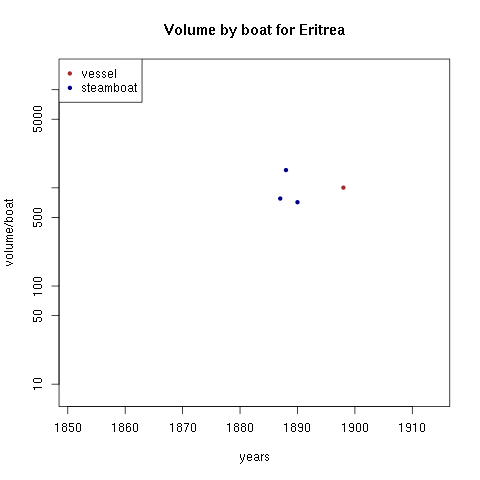 Volume by boat for Eritrea
vessel
steamboat
volume/boat
5000
500
100
50
10
1850 1860 1870 1880 1890 1900 1910
years